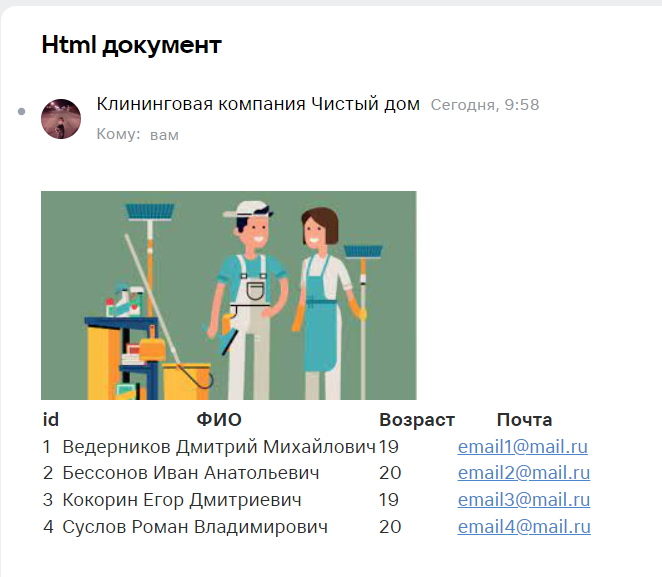 Html документ
Клининговая компания Чистый дом Сегодня, 9:58
Кому: вам
id ФИО Возраст Почта
1 Ведерников Дмитрий Михайлович 19 email1@mail.ru
2 Бессонов Иван Анатольевич 20 email2@mail.ru
3 Кокорин Егор Дмитриевич 19 email3@mail.ru
4 Суслов Роман Владимирович 20 email4@mail.ru